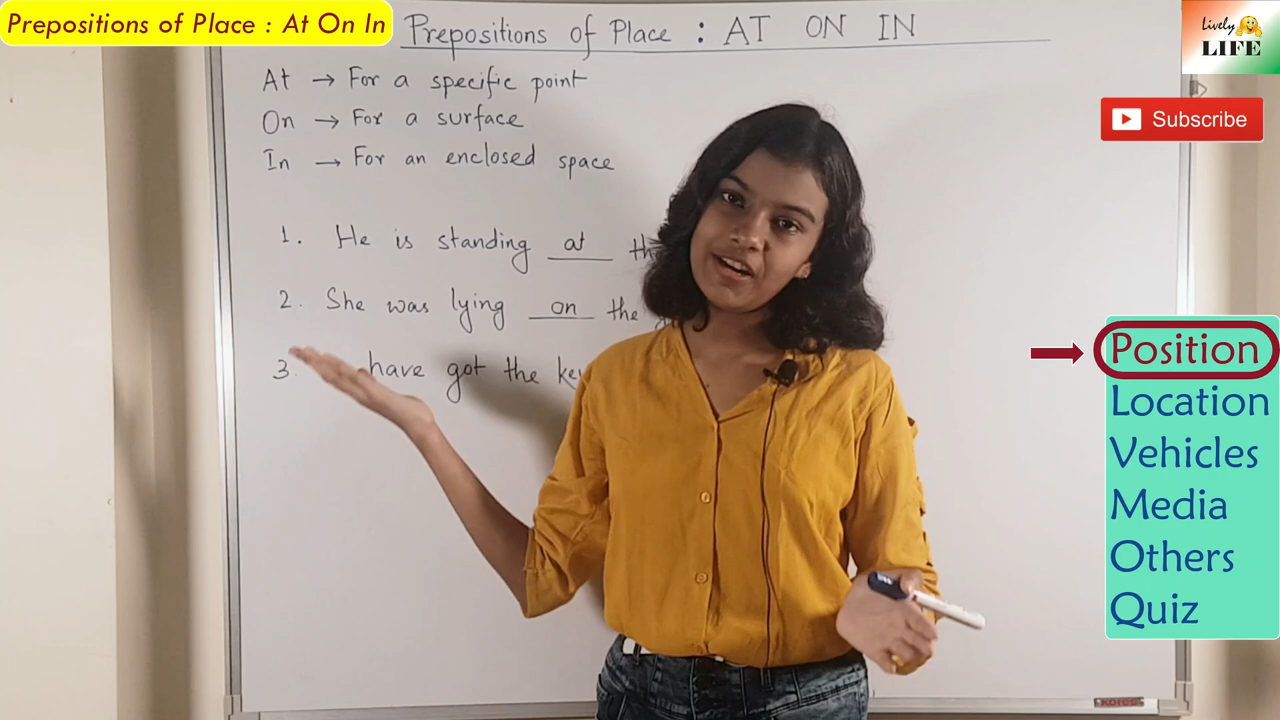 Prepositions of Place : At On In
Prepositions of Place : AT ON IN
Lively
LIFE
At → For a specific point
On → For a surface
In → For an enclosed space
Subscribe
1. He is standing at
2. She was lying on the
3. have got the
Position
Location
Vehicles
Media
Others
Quiz